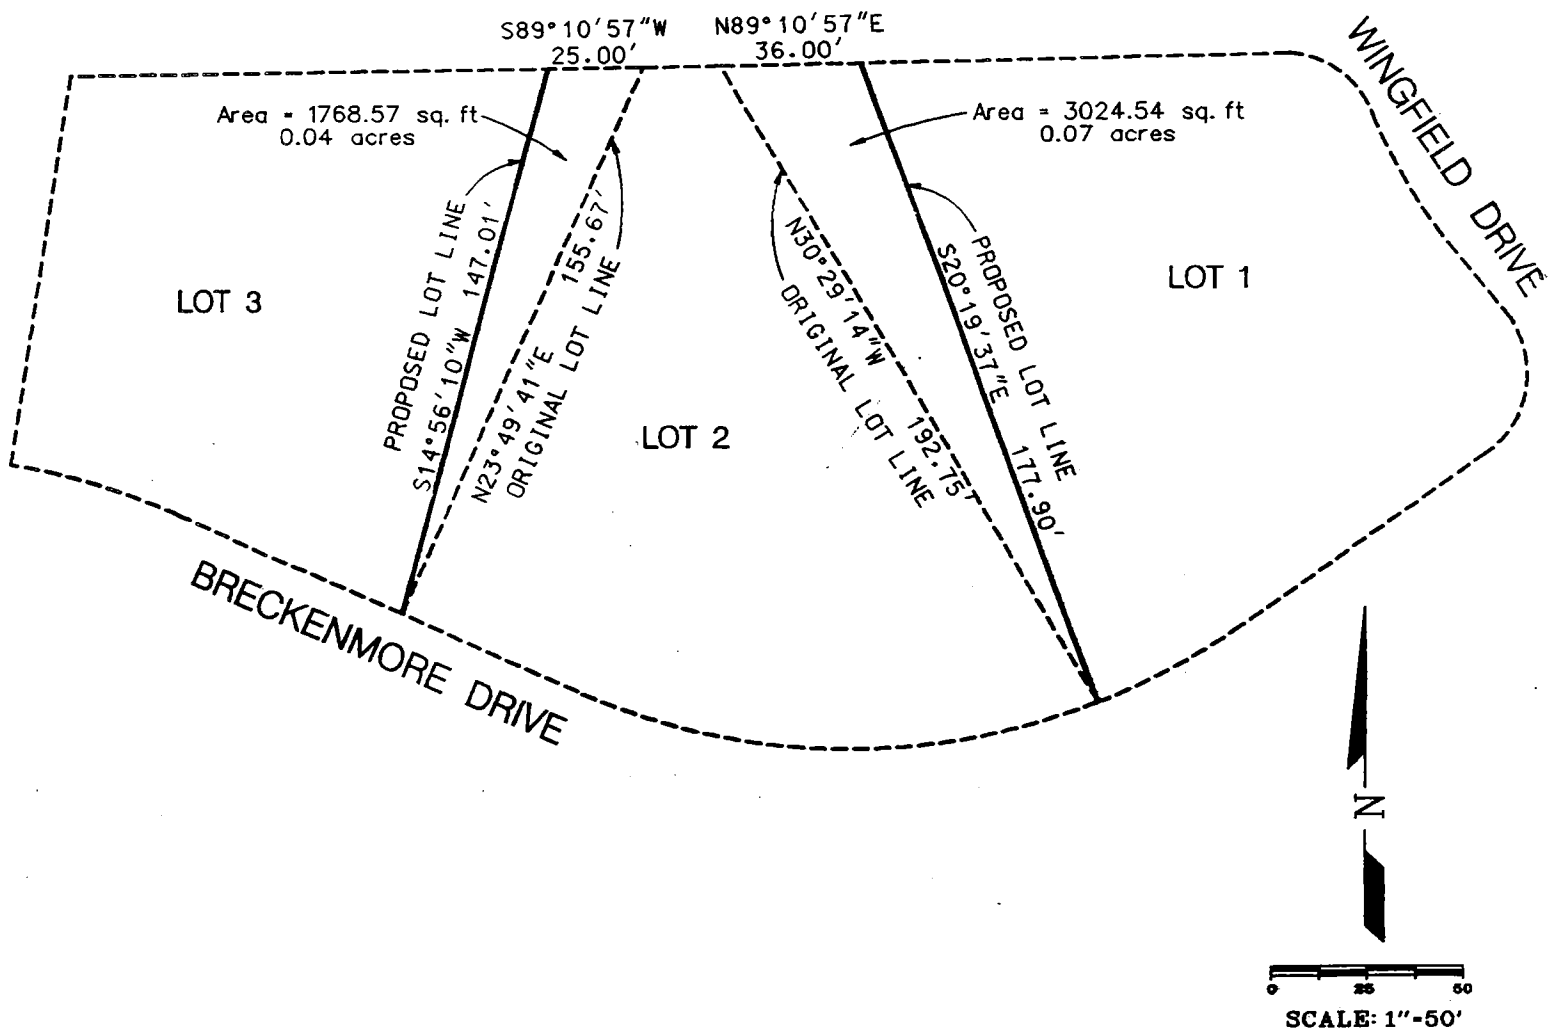 S89°10'57"W
25.00'
N89°10'57"E
36.00'
WINGFIELD DRIVE
Area = 1768.57 sq. ft
0.04 acres
Area = 3024.54 sq. ft
0.07 acres
LOT 3
PROPOSED LOT LINE
S14°56'10"W 147.01'
N23°49'41"E 155.67'
ORIGINAL LOT LINE
LOT 2
N30°29'14"W 192.75'
ORIGINAL LOT LINE
PROPOSED LOT LINE
S20°19'37"E 177.90'
LOT 1
BRECKENMORE DRIVE
N
0 25 50
SCALE: 1"=50'